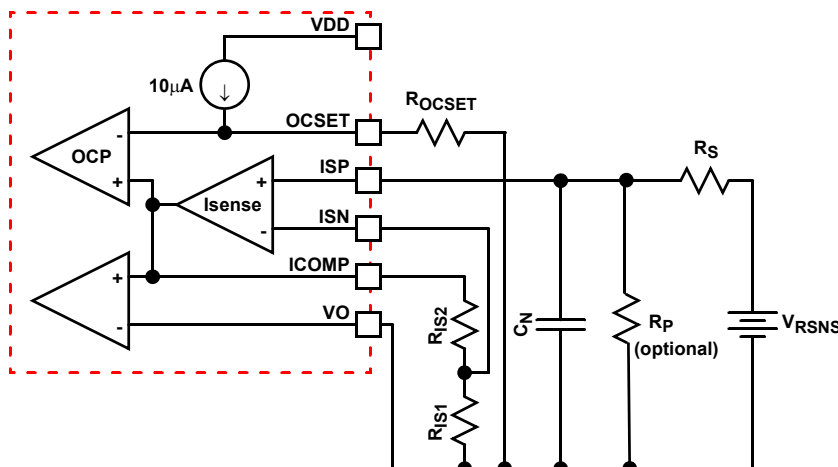 VDD
10µA
OCSET
ROCSET
OCP
-
+
ISP
RS
Isense
+
-
ISN
ICOMP
+
-
VO
RIS2
RIS1
CN
RP
(optional)
VRSNS